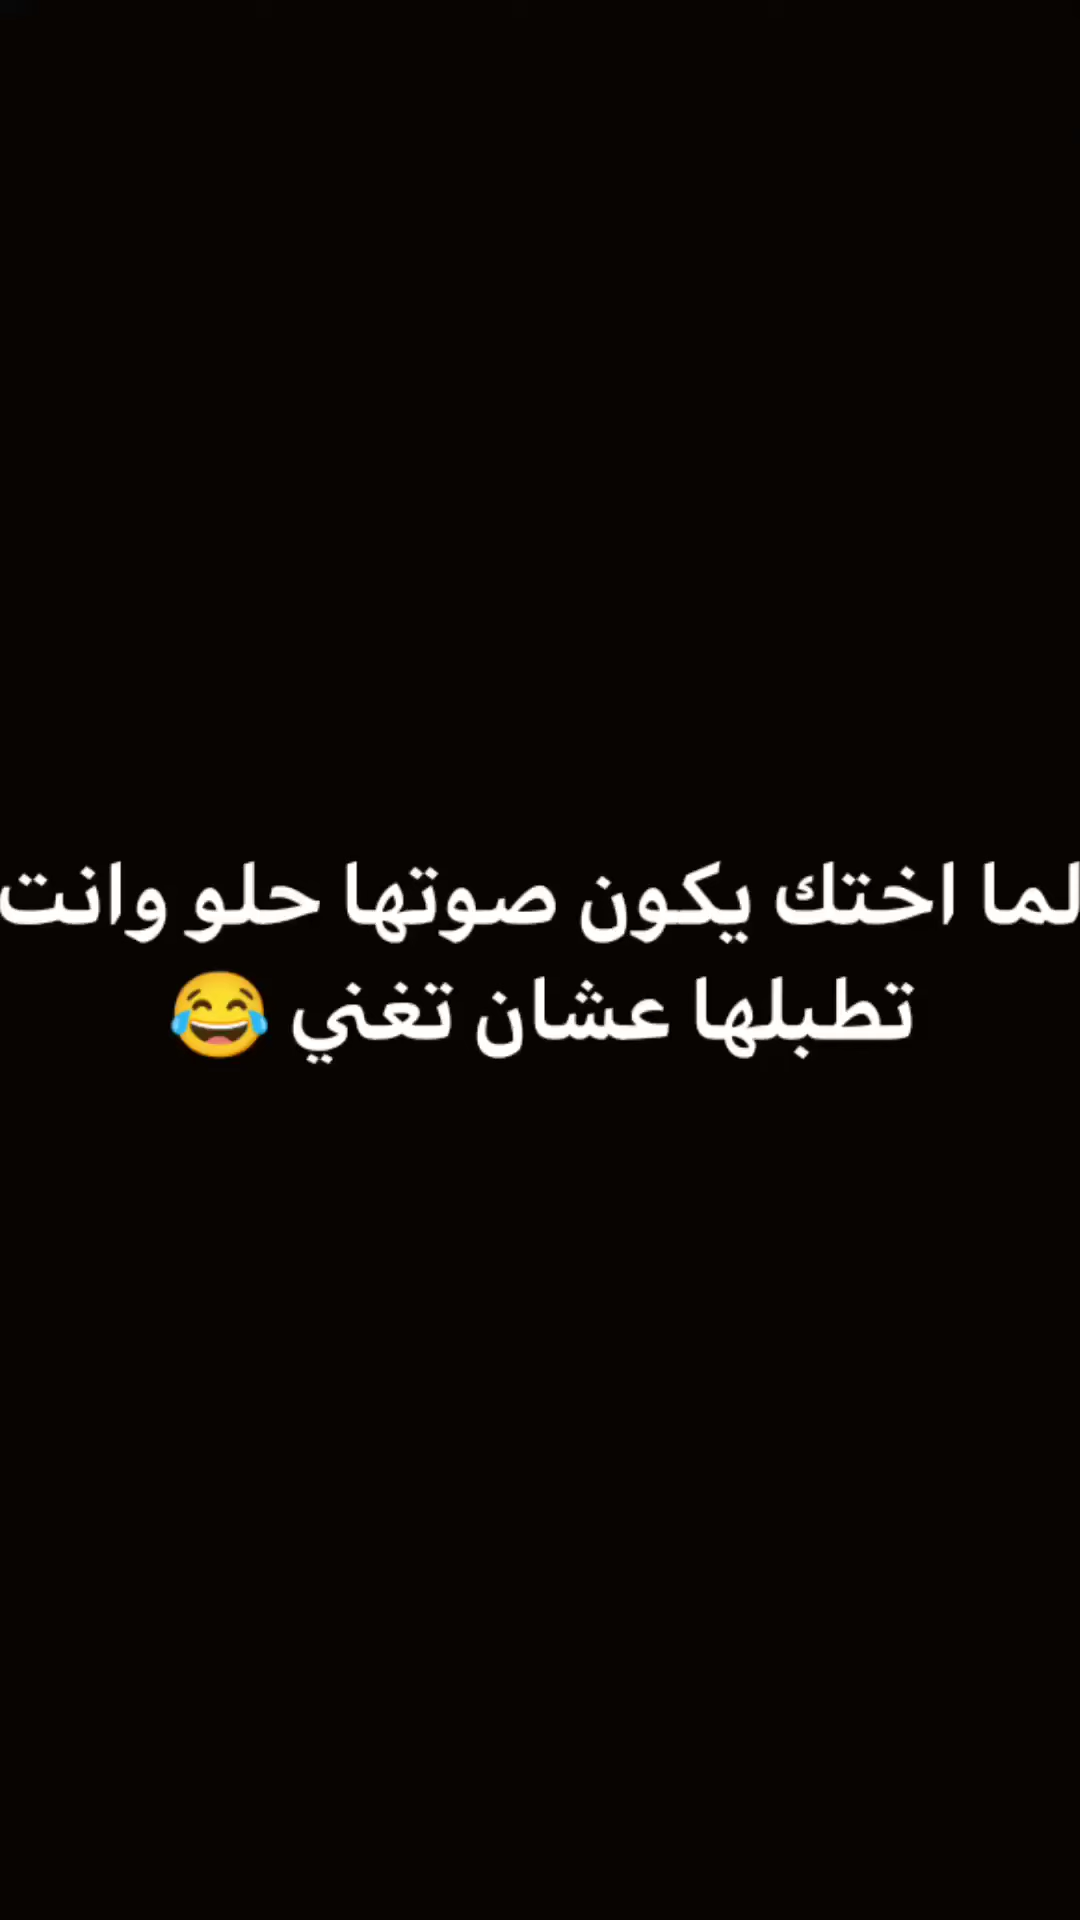 لما اختك يكون صوتها حلو وانت
تطبلها عشان تغني 😂